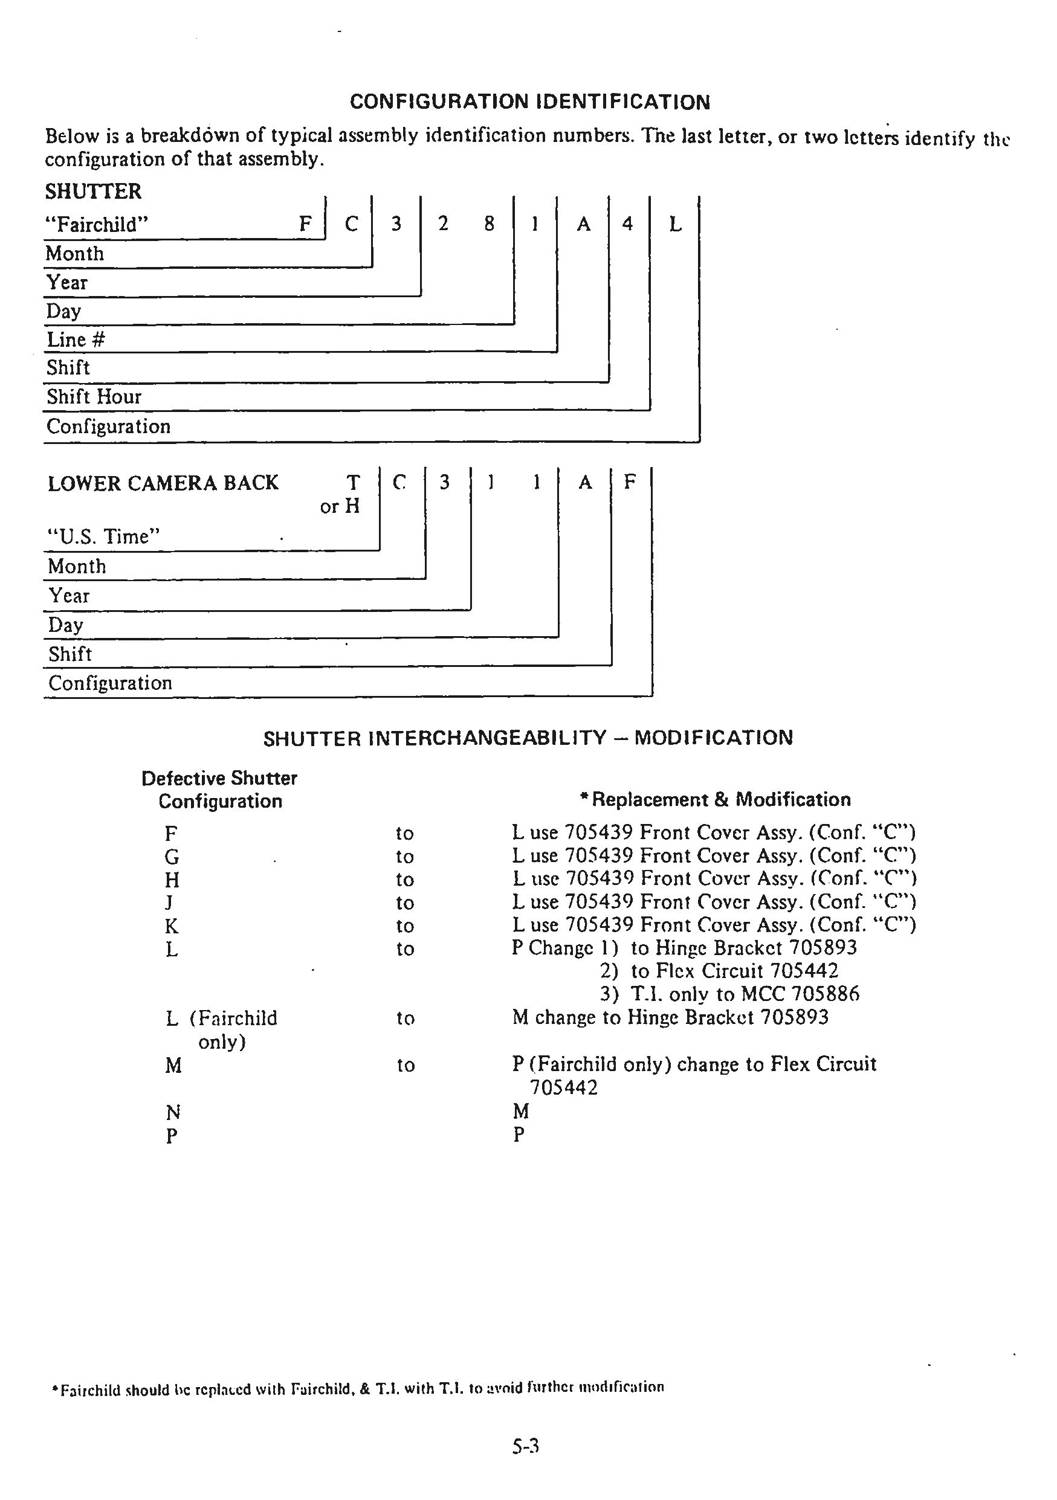 CONFIGURATION IDENTIFICATION
Below is a breakdown of typical assembly identification numbers. The last letter, or two letters identify the
configuration of that assembly.
SHUTTER
“Fairchild” F C 3 2 8 1 A 4 L
Month
Year
Day
Line #
Shift
Shift Hour
Configuration
LOWER CAMERA BACK T C 3 1 1 A F
or H
“U.S. Time”
Month
Year
Day
Shift
Configuration
SHUTTER INTERCHANGEABILITY – MODIFICATION
Defective Shutter
Configuration *Replacement & Modification
F to L use 705439 Front Cover Assy. (Conf. “C”)
G to L use 705439 Front Cover Assy. (Conf. “C”)
H to L use 705439 Front Cover Assy. (Conf. “C”)
J to L use 705439 Front Cover Assy. (Conf. “C”)
K to L use 705439 Front Cover Assy. (Conf. “C”)
L to P Change 1) to Hinge Bracket 705893
2) to Flex Circuit 705442
3) T.I. only to MCC 705886
L (Fairchild to M change to Hinge Bracket 705893
only)
M to P (Fairchild only) change to Flex Circuit
705442
N M
P P
*Fairchild should be replaced with Fairchild, & T.I. with T.I. to avoid further modification
5-3